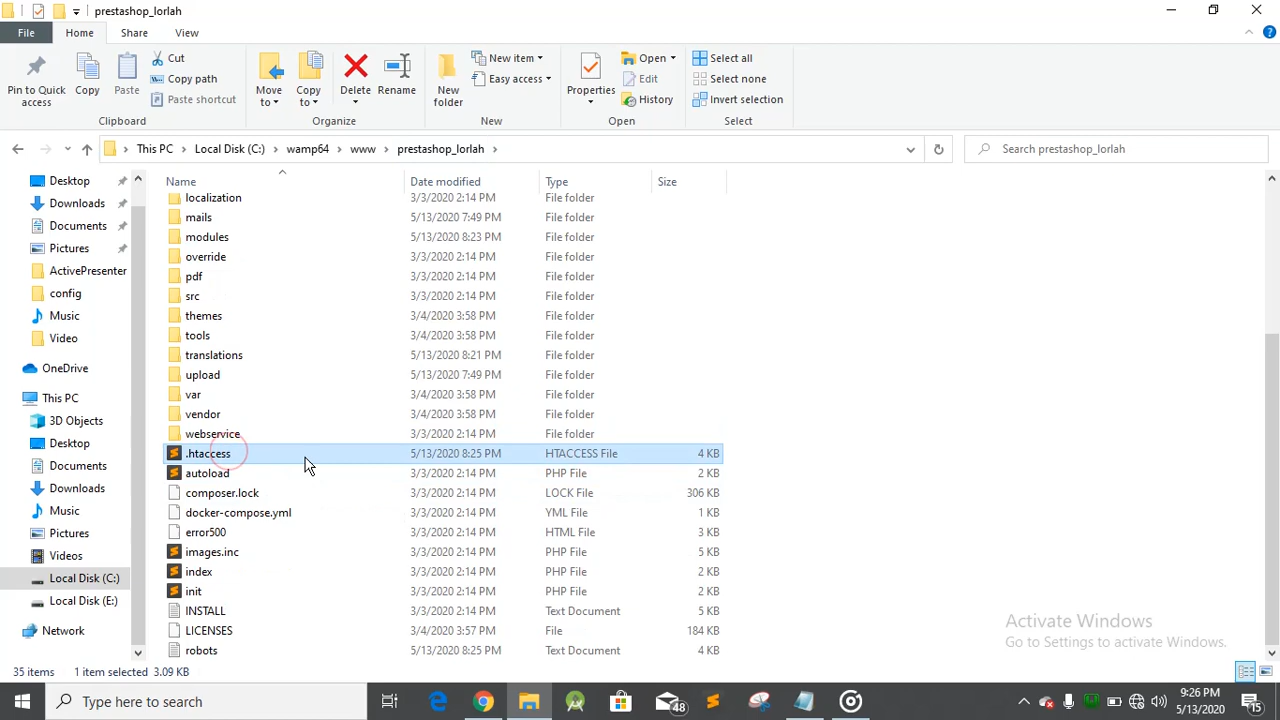 prestashop_lorlah
File
Home
Share
View
Pin to Quick access
Copy
Paste
Cut
Copy path
Paste shortcut
Clipboard
Move to
Copy to
Delete
Rename
Organize
New folder
New item
Easy access
New
Properties
Open
Edit
History
Open
Select all
Select none
Invert selection
Select
This PC
Local Disk (C:)
wamp64
www
prestashop_lorlah
Search prestashop_lorlah
Desktop
Downloads
Documents
Pictures
ActivePresenter
config
Music
Video
OneDrive
This PC
3D Objects
Desktop
Documents
Downloads
Music
Pictures
Videos
Local Disk (C:)
Local Disk (E:)
Network
Name Date modified Type Size
localization 3/3/2020 2:14 PM File folder
mails 5/13/2020 7:49 PM File folder
modules 5/13/2020 8:23 PM File folder
override 3/3/2020 2:14 PM File folder
pdf 3/3/2020 2:14 PM File folder
src 3/3/2020 2:14 PM File folder
themes 3/4/2020 3:58 PM File folder
tools 3/4/2020 3:58 PM File folder
translations 5/13/2020 8:21 PM File folder
upload 5/13/2020 7:49 PM File folder
var 3/4/2020 3:58 PM File folder
vendor 3/4/2020 3:58 PM File folder
webservice 3/3/2020 2:14 PM File folder
.htaccess 5/13/2020 8:25 PM HTACCESS File 4 KB
autoload 3/3/2020 2:14 PM PHP File 2 KB
composer.lock 3/3/2020 2:14 PM LOCK File 306 KB
docker-compose.yml 3/3/2020 2:14 PM YML File 1 KB
error500 3/3/2020 2:14 PM HTML File 3 KB
images.inc 3/3/2020 2:14 PM PHP File 5 KB
index 3/3/2020 2:14 PM PHP File 2 KB
init 3/3/2020 2:14 PM PHP File 2 KB
INSTALL 3/3/2020 2:14 PM Text Document 5 KB
LICENSES 3/4/2020 3:57 PM File 184 KB
robots 5/13/2020 8:25 PM Text Document 4 KB
Activate Windows
Go to Settings to activate Windows.
35 items 1 item selected 3.09 KB
Type here to search
48
9:26 PM
5/13/2020
15